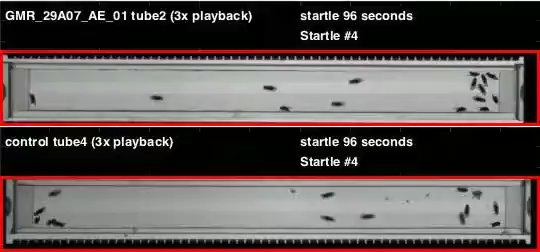 GMR_29A07_AE_01 tube2 (3x playback)
startle 96 seconds
Startle #4
control tube4 (3x playback)
startle 96 seconds
Startle #4